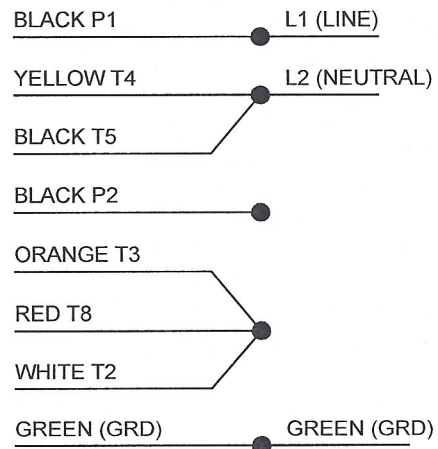 BLACK P1 L1 (LINE)
YELLOW T4 L2 (NEUTRAL)
BLACK T5
BLACK P2
ORANGE T3
RED T8
WHITE T2
GREEN (GRD) GREEN (GRD)